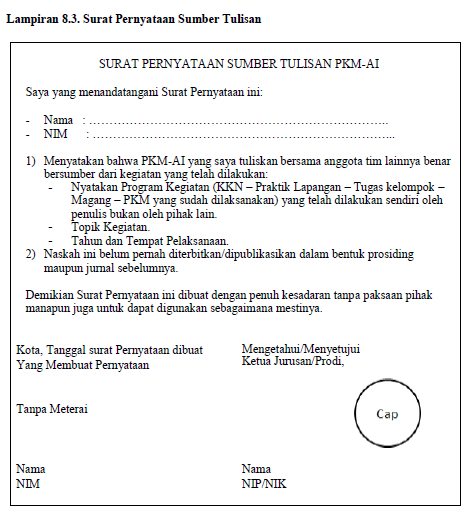 Lampiran 8.3. Surat Pernyataan Sumber Tulisan
SURAT PERNYATAAN SUMBER TULISAN PKM-AI
Saya yang menandatangani Surat Pernyataan ini:
- Nama : …………………………………………………………..
- NIM : …………………………………………………………..
1) Menyatakan bahwa PKM-AI yang saya tuliskan bersama anggota tim lainnya benar
bersumber dari kegiatan yang telah dilakukan:
- Nyatakan Program Kegiatan (KKN – Praktik Lapangan – Tugas kelompok –
Magang – PKM yang sudah dilaksanakan) yang telah dilakukan sendiri oleh
penulis bukan oleh pihak lain.
- Topik Kegiatan.
- Tahun dan Tempat Pelaksanaan.
2) Naskah ini belum pernah diterbitkan/dipublikasikan dalam bentuk prosiding
maupun jurnal sebelumnya.
Demikian Surat Pernyataan ini dibuat dengan penuh kesadaran tanpa paksaan pihak
manapun juga untuk dapat digunakan sebagaimana mestinya.
Kota, Tanggal surat Pernyataan dibuat
Yang Membuat Pernyataan
Mengetahui/Menyetujui
Ketua Jurusan/Prodi,
Tanpa Meterai
Cap
Nama
NIM
Nama
NIP/NIK